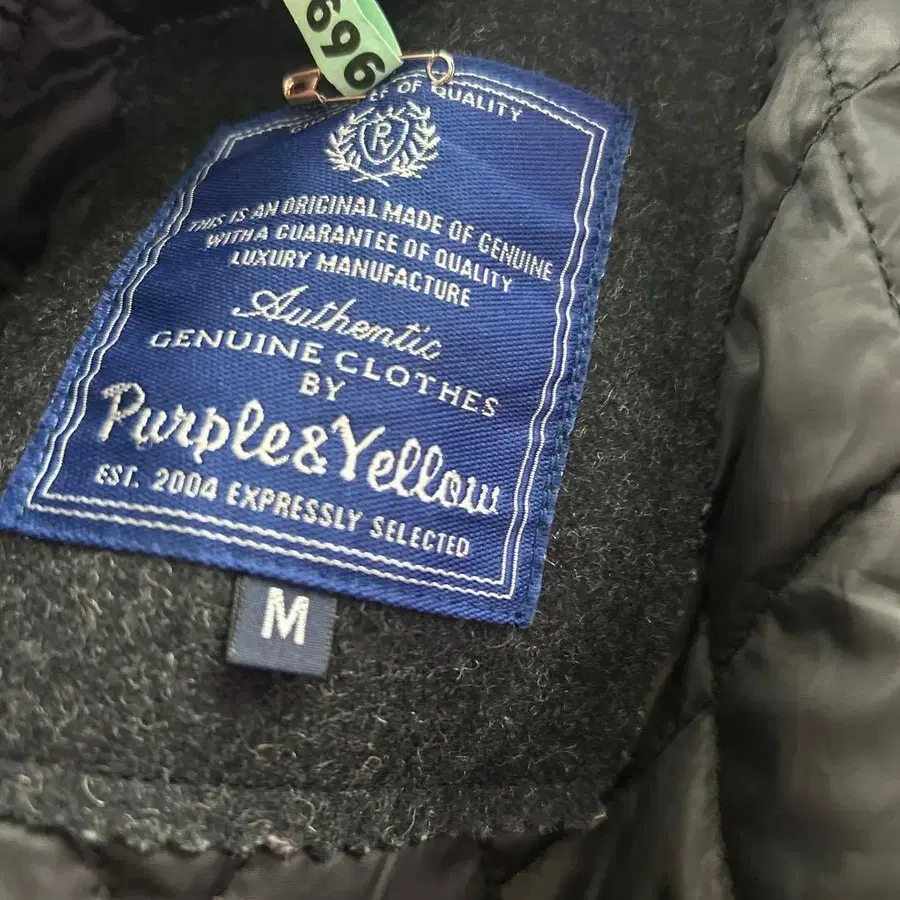 696
OF QUALITY
PY
THIS IS AN ORIGINAL MADE OF GENUINE
WITH A GUARANTEE OF QUALITY
LUXURY MANUFACTURE
Authentic
GENUINE CLOTHES
BY
Purple&Yellow
EST. 2004 EXPRESSLY SELECTED
M